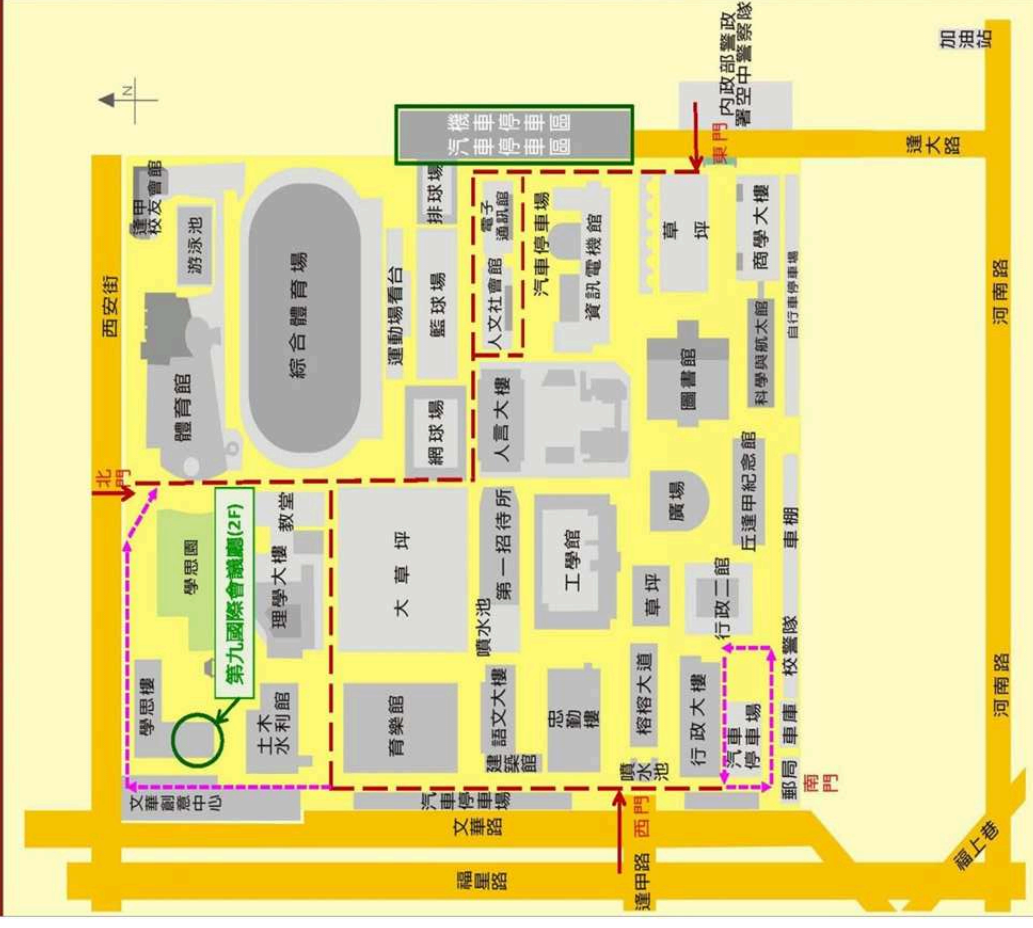 加油站
內政部警政
署空中警察隊
N
汽機車停車區
汽車停車區
東門
逢大路
逢甲
校友會館
游泳池
西安街
綜合體育場
運動場看台
排球場
籃球場
電子
通訊館
人文社會館
汽車停車場
資訊電機館
草坪
商學大樓
自行車停車場
河南路
體育館
網球場
人言大樓
圖書館
科學與航太館
北門
學思園
教堂
理學大樓
第九國際會議廳(2F)
大草坪
第一招待所
噴水池
工學館
廣場
丘逢甲紀念館
車棚
草坪
行政二館
校警隊
學思樓
土木
水利館
育樂館
語文大樓
建築館
忠勤樓
榕榕大道
行政大樓
汽車
停車場
車庫
河南路
文華
創意中心
汽車停車場
噴水池
郵局
南門
文華路
西門
福星路
逢甲路
福上巷